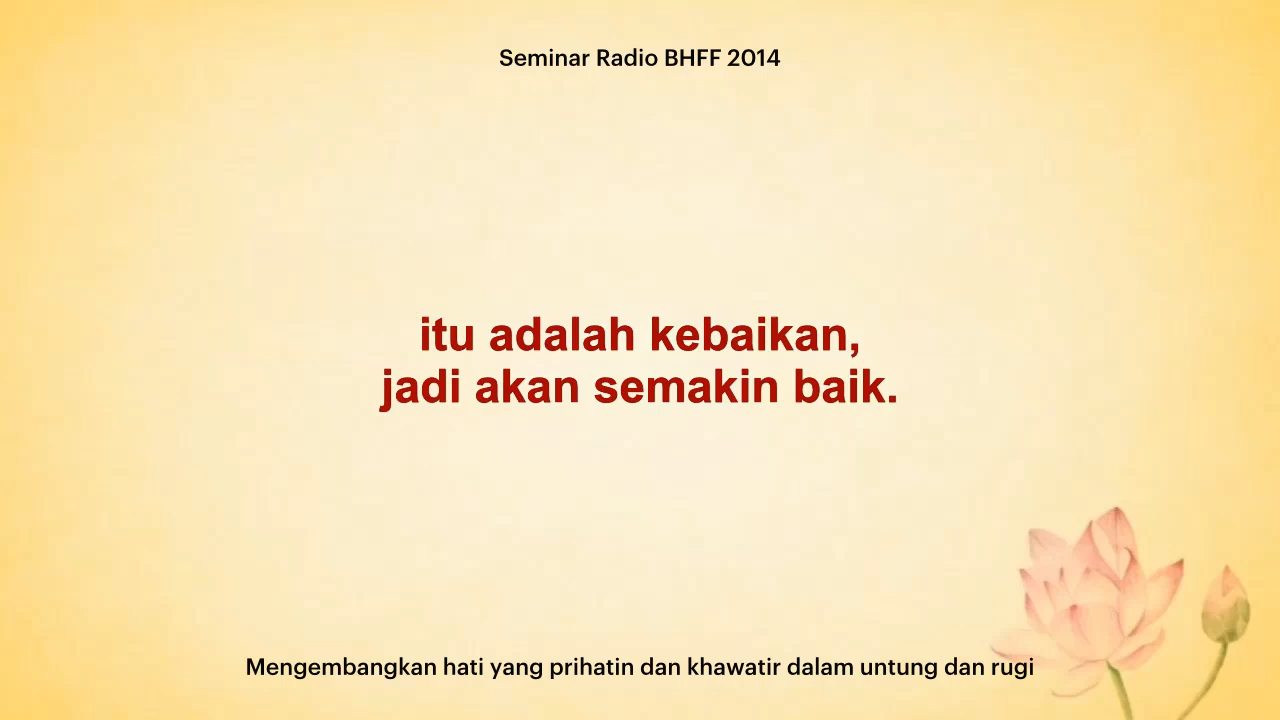 Seminar Radio BHFF 2014
itu adalah kebaikan,
jadi akan semakin baik.
Mengembangkan hati yang prihatin dan khawatir dalam untung dan rugi